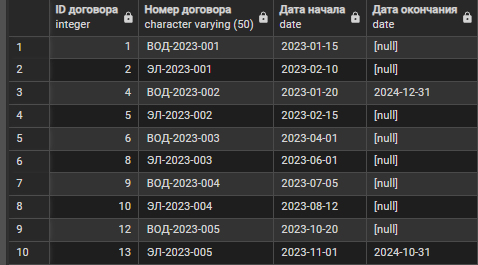 ID договора Номер договора Дата начала Дата окончания
integer character varying (50) date date
1 1 ВОД-2023-001 2023-01-15 [null]
2 2 ЭЛ-2023-001 2023-02-10 [null]
3 4 ВОД-2023-002 2023-01-20 2024-12-31
4 5 ЭЛ-2023-002 2023-02-15 [null]
5 6 ВОД-2023-003 2023-04-01 [null]
6 8 ЭЛ-2023-003 2023-06-01 [null]
7 9 ВОД-2023-004 2023-07-05 [null]
8 10 ЭЛ-2023-004 2023-08-12 [null]
9 12 ВОД-2023-005 2023-10-20 [null]
10 13 ЭЛ-2023-005 2023-11-01 2024-10-31